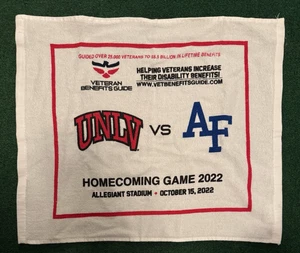 GUIDED OVER 25,000 VETERANS TO $5.5 BILLION IN LIFETIME BENEFITS
VETERAN
BENEFITS GUIDE
HELPING VETERANS INCREASE
THEIR DISABILITY BENEFITS!
WWW.VETBENEFITSGUIDE.COM
UNLV VS AF
HOMECOMING GAME 2022
ALLEGIANT STADIUM • OCTOBER 15, 2022